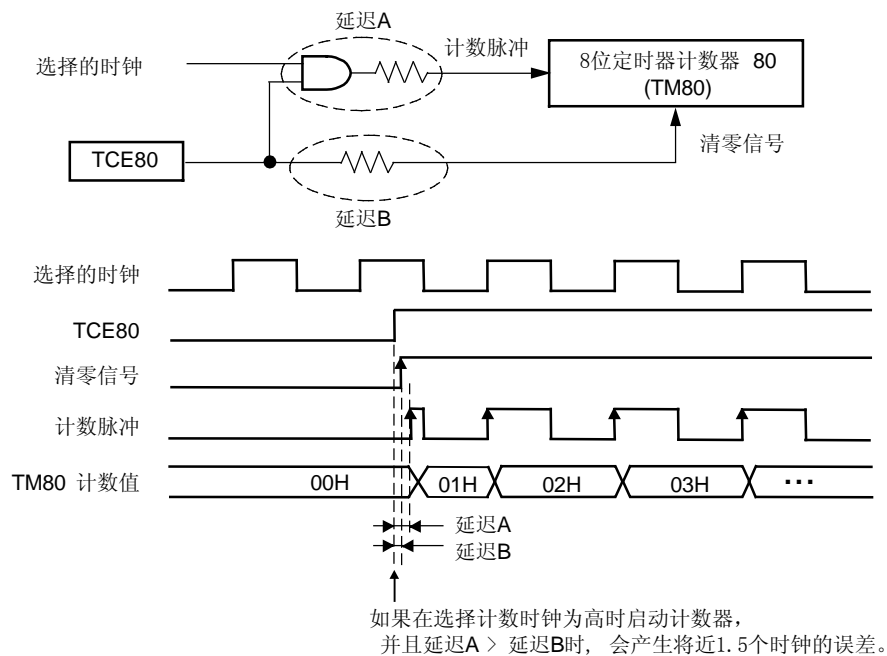 延迟A
选择的时钟
计数脉冲
8位定时器计数器 80
(TM80)
清零信号
TCE80
延迟B
选择的时钟
TCE80
清零信号
计数脉冲
TM80 计数值
00H
01H
02H
03H
···
延迟A
延迟B
如果在选择计数时钟为高时启动计数器，
并且延迟A > 延迟B时, 会产生将近1.5个时钟的误差。